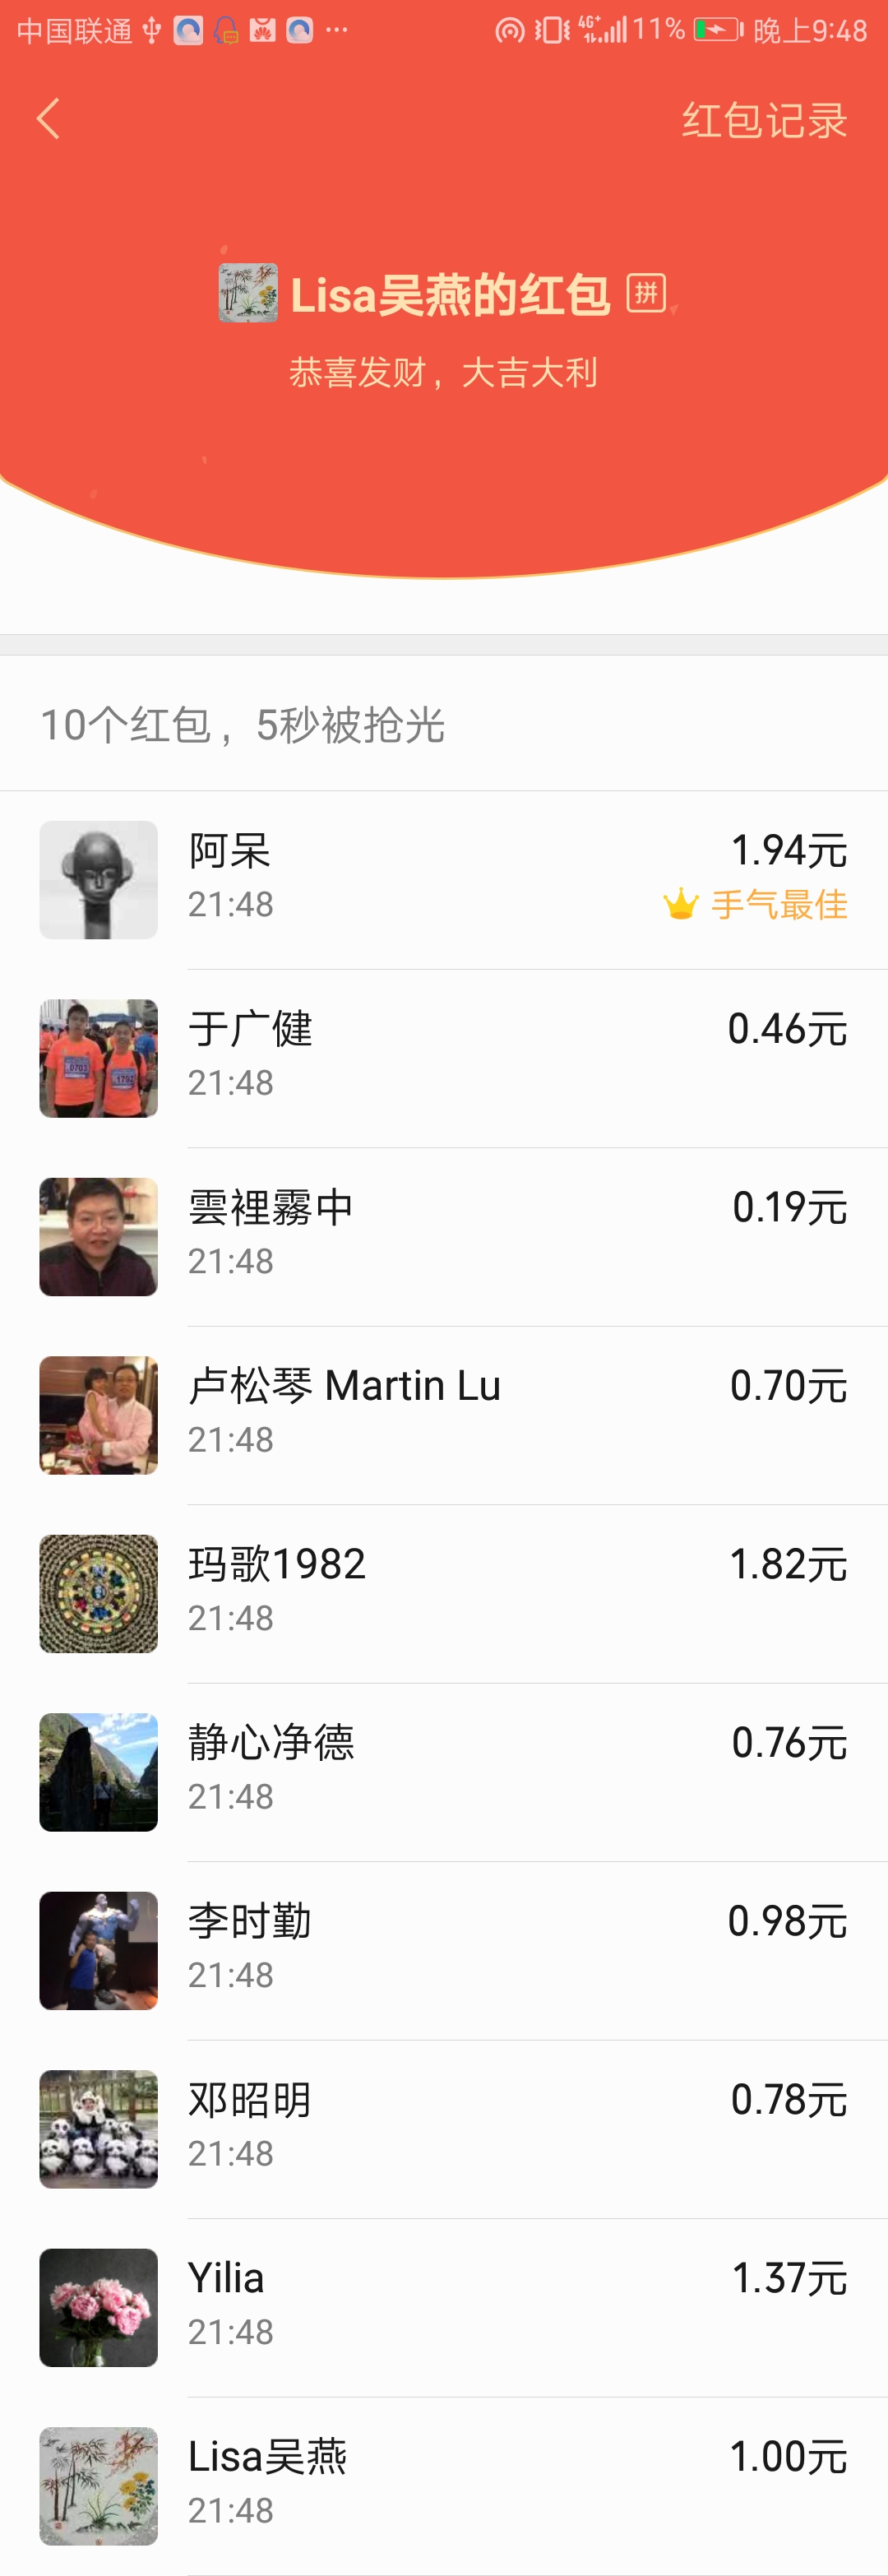 中国联通 11% 晚上9:48
红包记录
Lisa吴燕的红包 拼
恭喜发财，大吉大利
10个红包，5秒被抢光
阿呆 1.94元
21:48 手气最佳
于广健 0.46元
21:48
雲裡霧中 0.19元
21:48
卢松琴 Martin Lu 0.70元
21:48
玛歌1982 1.82元
21:48
静心净德 0.76元
21:48
李时勤 0.98元
21:48
邓昭明 0.78元
21:48
Yilia 1.37元
21:48
Lisa吴燕 1.00元
21:48